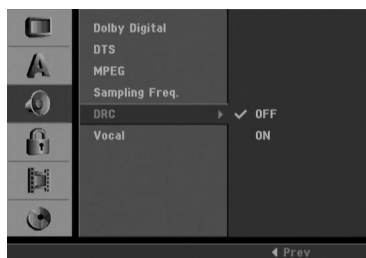 Dolby Digital
DTS
MPEG
Sampling Freq.
DRC
OFF
Vocal
ON
Prev